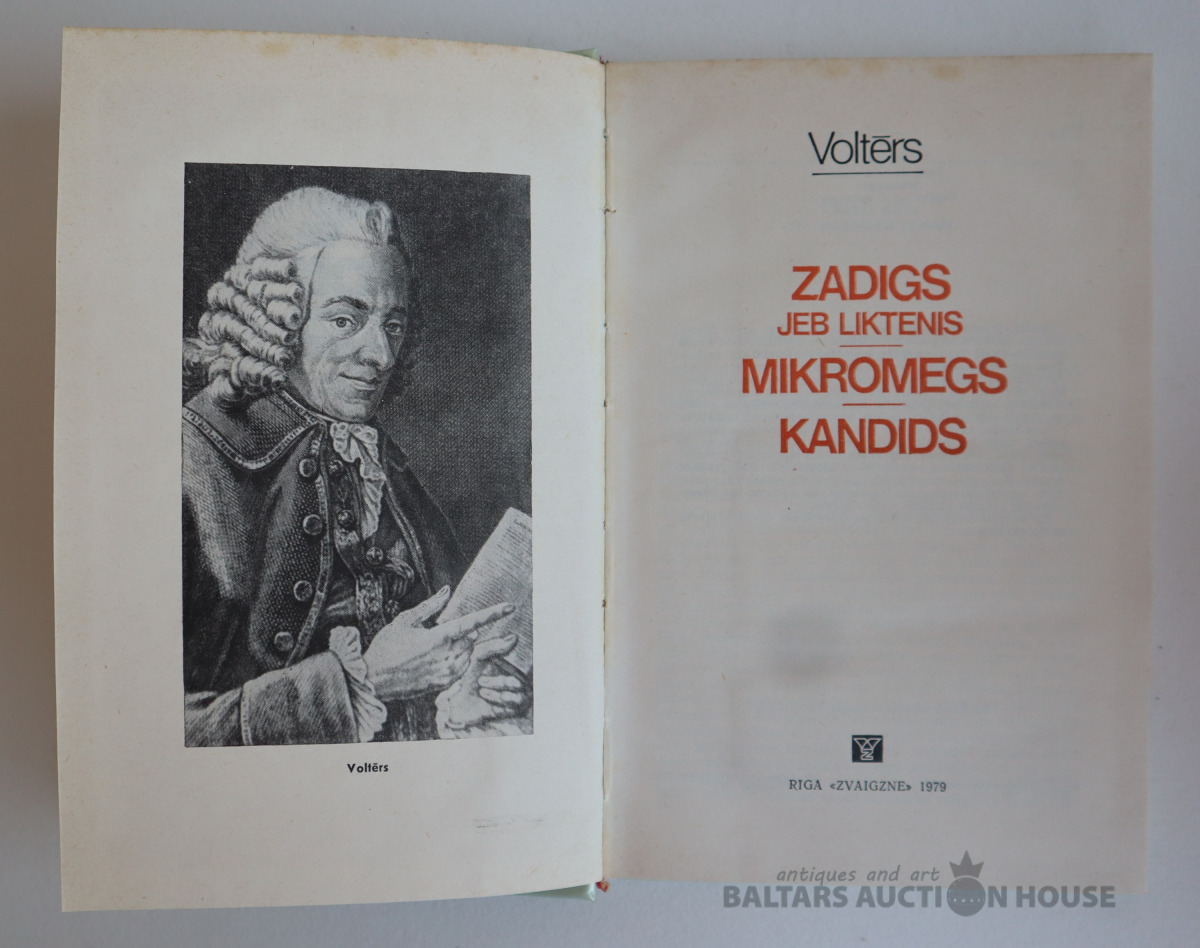 Voltērs
Voltērs
ZADIGS
JEB LIKTENIS
MIKROMEGS
KANDIDS
RIGA «ZVAIGZNE» 1979
antiques and art
BALTARS AUCTION HOUSE